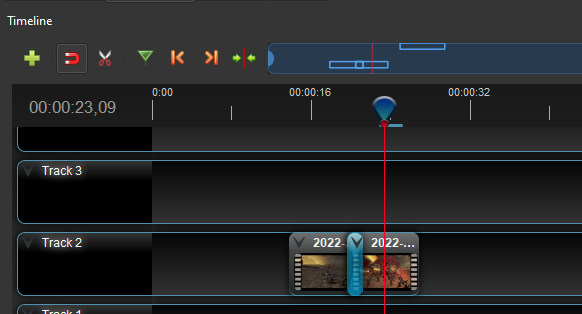 Timeline
00:00:23,09
0:00
00:00:16
00:00:32
Track 3
Track 2
2022-
2022-...
Track 1